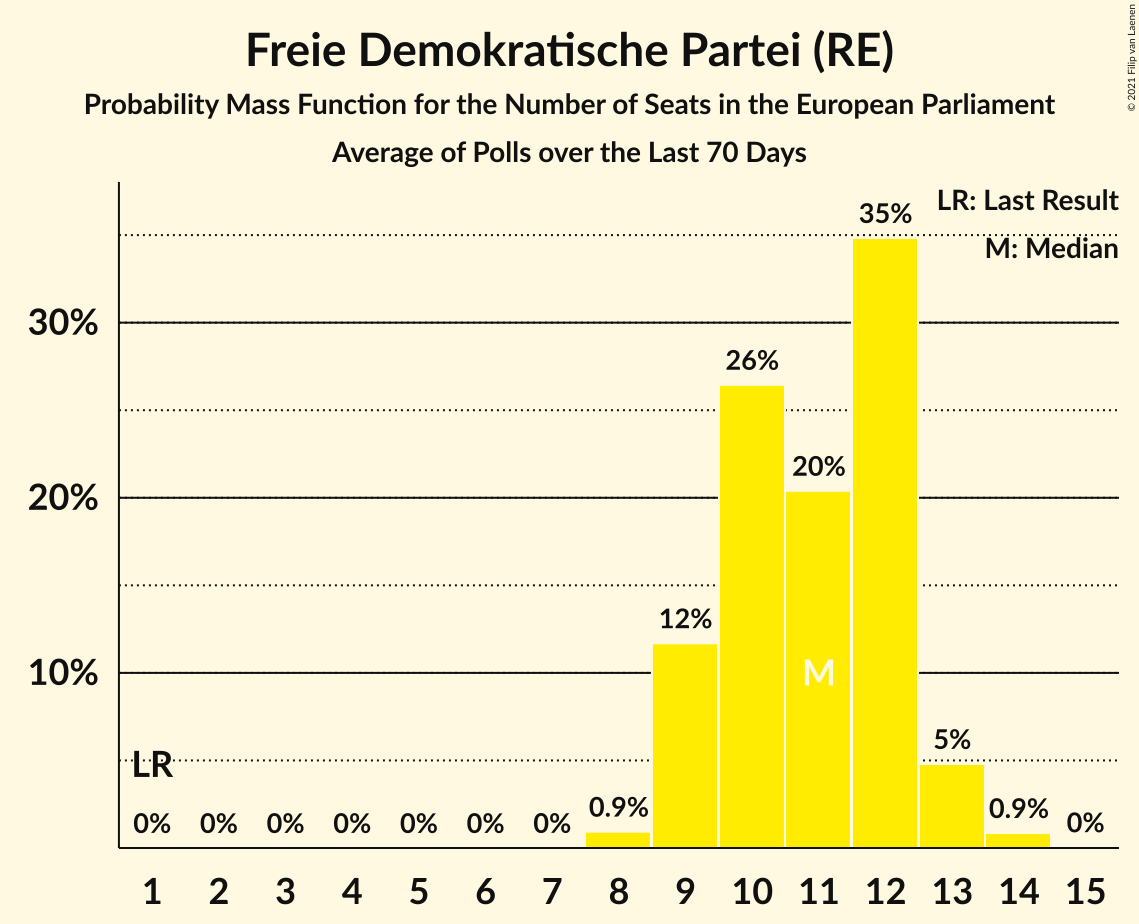 Freie Demokratische Partei (RE)
Probability Mass Function for the Number of Seats in the European Parliament
Average of Polls over the Last 70 Days
© 2021 Filip van Laenen
LR: Last Result
M: Median
35%
30%
26%
20%
20%
12%
10%
M
5%
LR
0% 0% 0% 0% 0% 0% 0% 0.9% 0.9% 0%
1 2 3 4 5 6 7 8 9 10 11 12 13 14 15